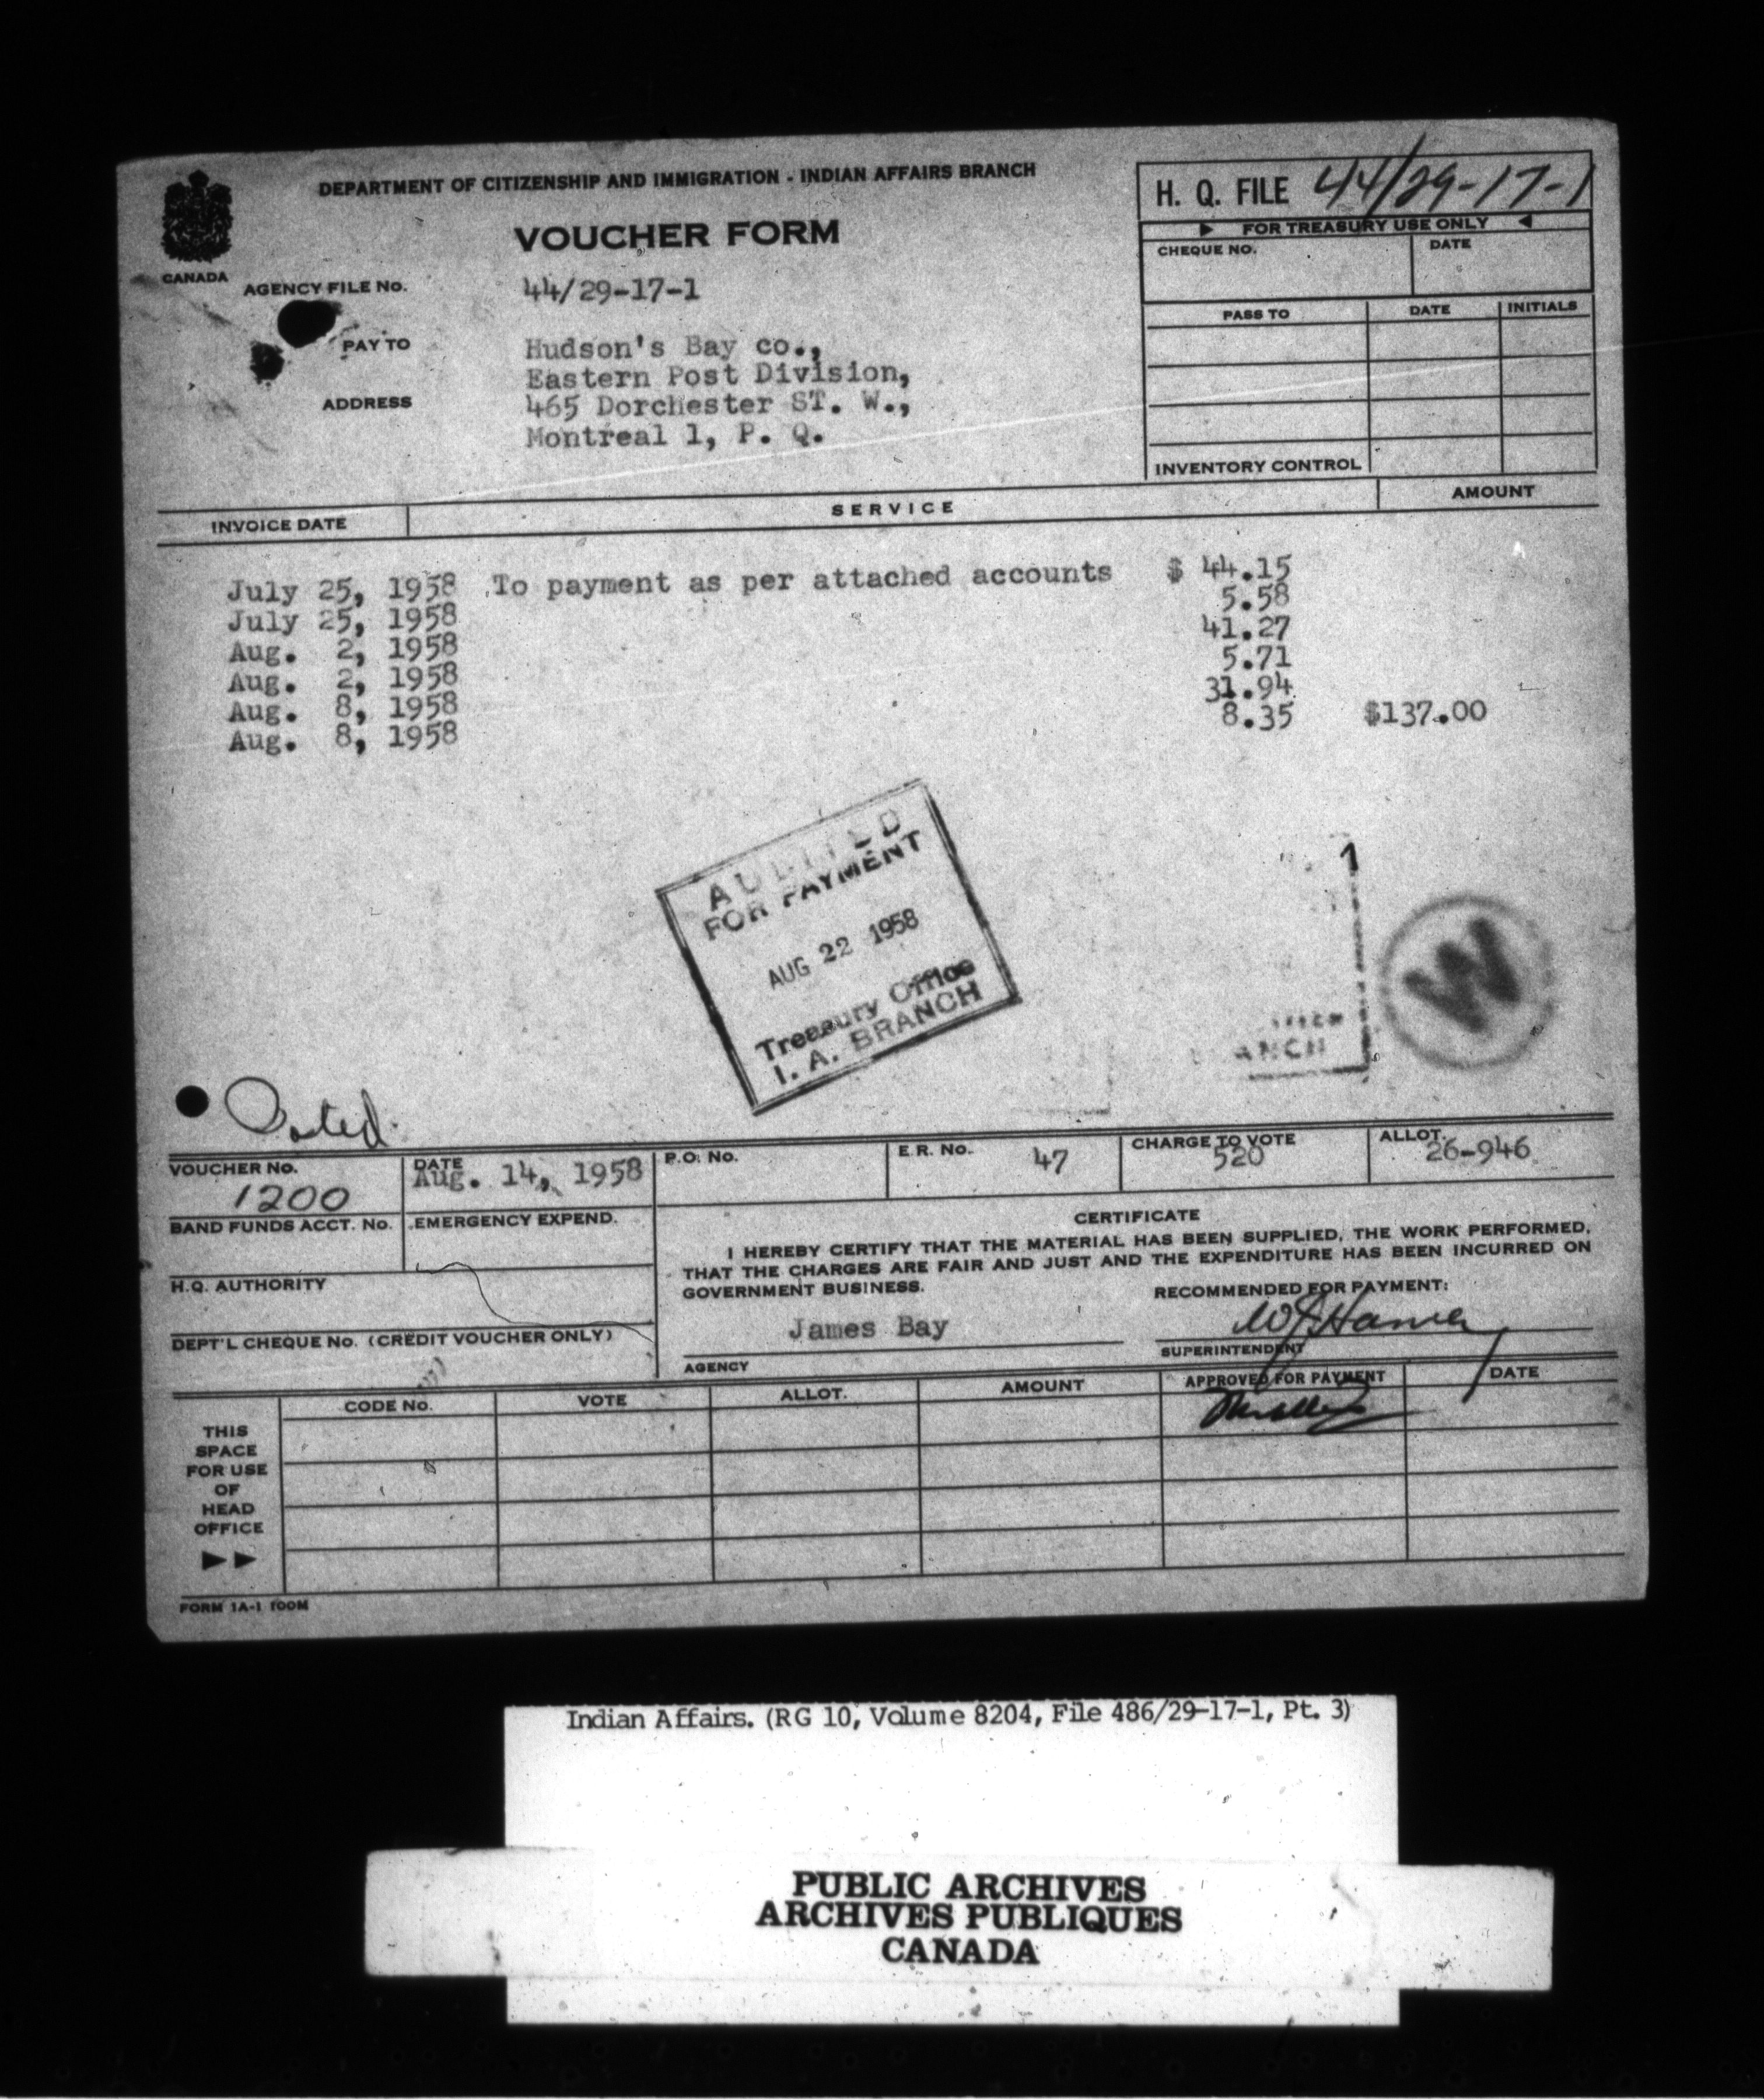 DEPARTMENT OF CITIZENSHIP AND IMMIGRATION - INDIAN AFFAIRS BRANCH
VOUCHER FORM
CANADA
H. Q. FILE 44/29-17-1
FOR TREASURY USE ONLY
CHEQUE NO. DATE
PASS TO DATE INITIALS
INVENTORY CONTROL
AGENCY FILE No. 44/29-17-1
PAY TO Hudson's Bay co.,
Eastern Post Division,
ADDRESS 465 Dorchester ST. W.,
Montreal 1, P. Q.
INVOICE DATE SERVICE AMOUNT
July 25, 1958 To payment as per attached accounts $ 44.15
July 25, 1958 5.58
Aug. 2, 1958 41.27
Aug. 2, 1958 5.71
Aug. 8, 1958 31.94
Aug. 8, 1958 8.35 $137.00
AUDITED
FOR PAYMENT
AUG 22 1958
Treasury Office
I. A. BRANCH
W
VOUCHER No. DATE P.O. No. E.R. No. CHARGE TO VOTE ALLOT.
1200 Aug. 14, 1958 47 520 26-946
BAND FUNDS ACCT. No. EMERGENCY EXPEND.
H.Q. AUTHORITY
DEPT'L CHEQUE No. (CREDIT VOUCHER ONLY)
CERTIFICATE
I HEREBY CERTIFY THAT THE MATERIAL HAS BEEN SUPPLIED, THE WORK PERFORMED,
THAT THE CHARGES ARE FAIR AND JUST AND THE EXPENDITURE HAS BEEN INCURRED ON
GOVERNMENT BUSINESS.
RECOMMENDED FOR PAYMENT:
James Bay
AGENCY
SUPERINTENDENT
CODE No. VOTE ALLOT. AMOUNT APPROVED FOR PAYMENT DATE
THIS
SPACE
FOR USE
OF
HEAD
OFFICE
FORM 1A-1 100M
Indian Affairs. (RG 10, Volume 8204, File 486/29-17-1, Pt. 3)
PUBLIC ARCHIVES
ARCHIVES PUBLIQUES
CANADA